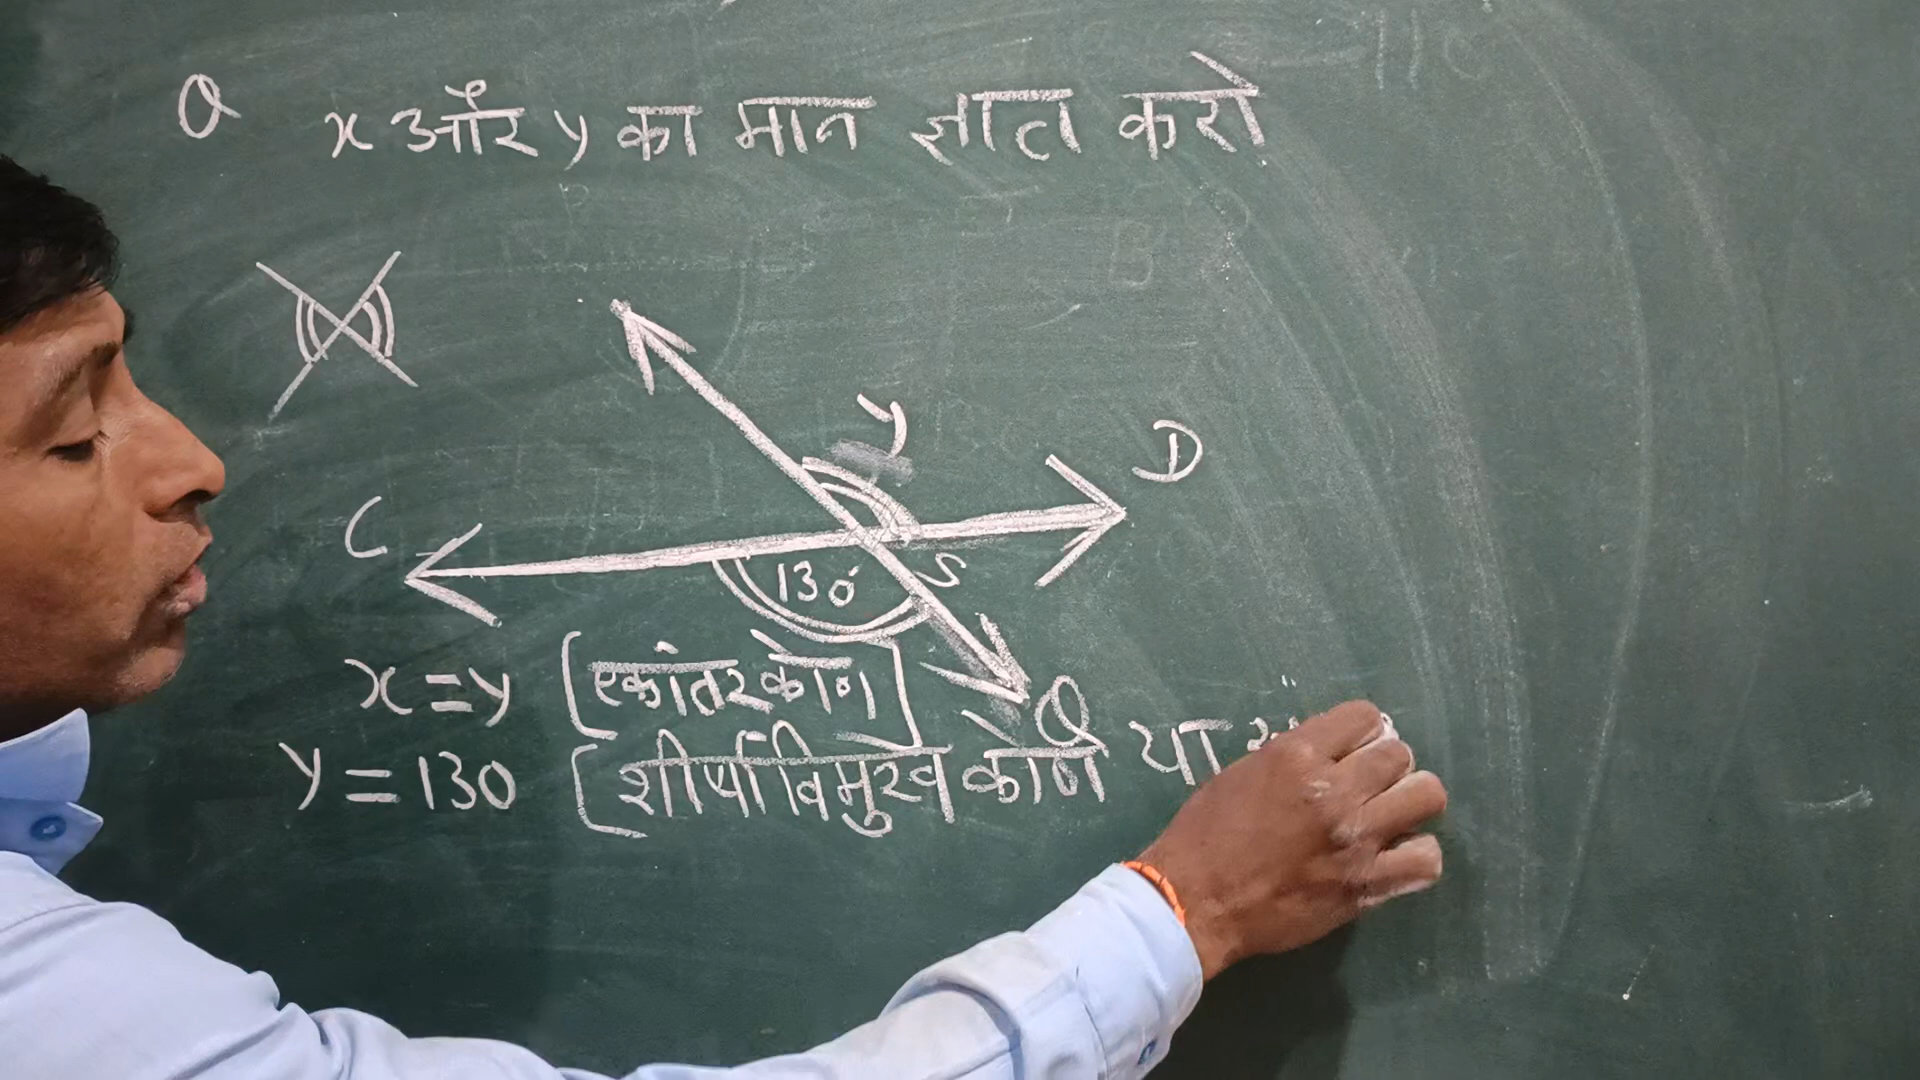 Q x और y का मान ज्ञात करो
y
D
C
130°
S
x = y [एकांतर कोण]
Q
y = 130 [शीर्षाविमुख कोण या